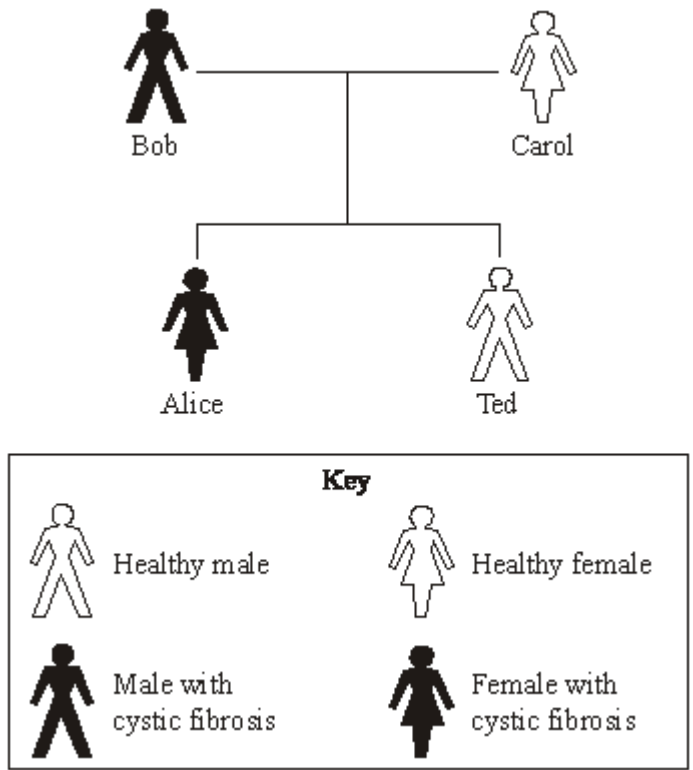 Bob
Carol
Alice
Ted
Key
Healthy male
Healthy female
Male with
cystic fibrosis
Female with
cystic fibrosis